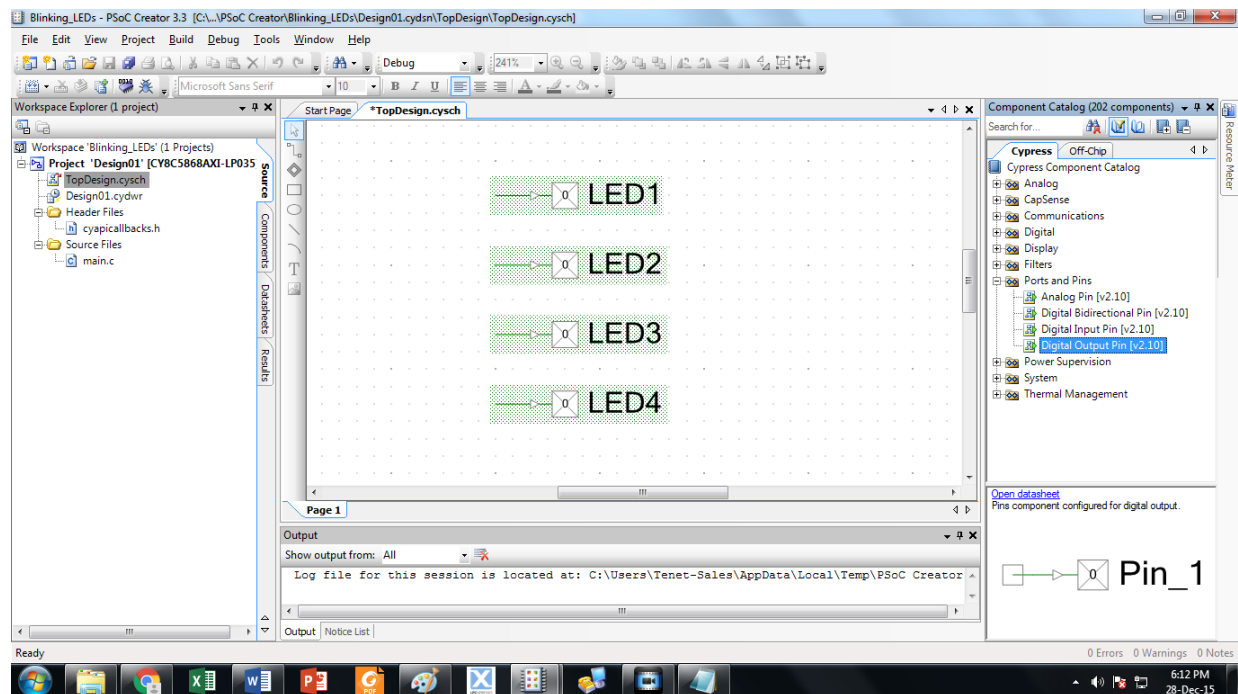 Blinking_LEDs - PSoC Creator 3.3 [C:\...\PSoC Creator\Blinking_LEDs\Design01.cydsn\TopDesign\TopDesign.cysch]
File Edit View Project Build Debug Tools Window Help
Debug 241%
Microsoft Sans Serif 10 B I U A
Workspace Explorer (1 project)
Workspace 'Blinking_LEDs' (1 Projects)
Project 'Design01' [CY8C5868AXI-LP035
TopDesign.cysch
Design01.cydwr
Header Files
cyapicallbacks.h
Source Files
main.c
Source
Components
Datasheets
Results
Start Page *TopDesign.cysch
0 LED1
0 LED2
0 LED3
0 LED4
Page 1
Output
Show output from: All
Log file for this session is located at: C:\Users\Tenet-Sales\AppData\Local\Temp\PSoC Creator
Output Notice List
Component Catalog (202 components)
Search for...
Cypress Off-Chip
Cypress Component Catalog
Analog
CapSense
Communications
Digital
Display
Filters
Ports and Pins
Analog Pin [v2.10]
Digital Bidirectional Pin [v2.10]
Digital Input Pin [v2.10]
Digital Output Pin [v2.10]
Power Supervision
System
Thermal Management
Open datasheet
Pins component configured for digital output.
0 Pin_1
Resource Meter
Ready
0 Errors 0 Warnings 0 Notes
6:12 PM
28-Dec-15